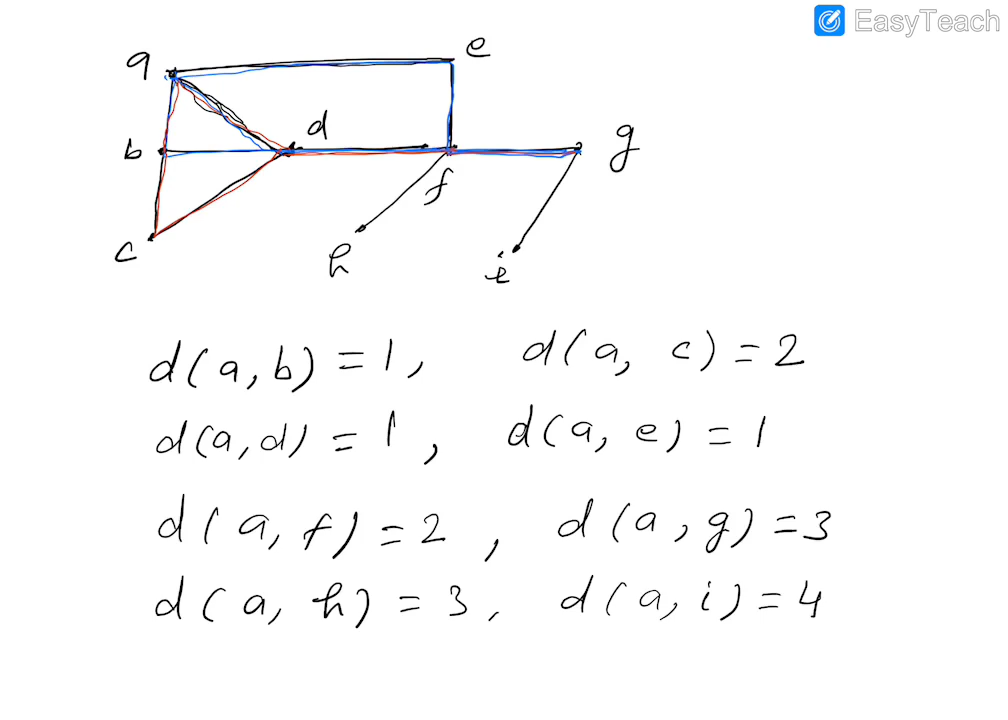 EasyTeach
a e
b d f g
c h i
d(a,b) = 1, d(a, c) = 2
d(a,d) = 1, d(a, e) = 1
d(a, f) = 2, d(a, g) = 3
d(a, h) = 3, d(a, i) = 4